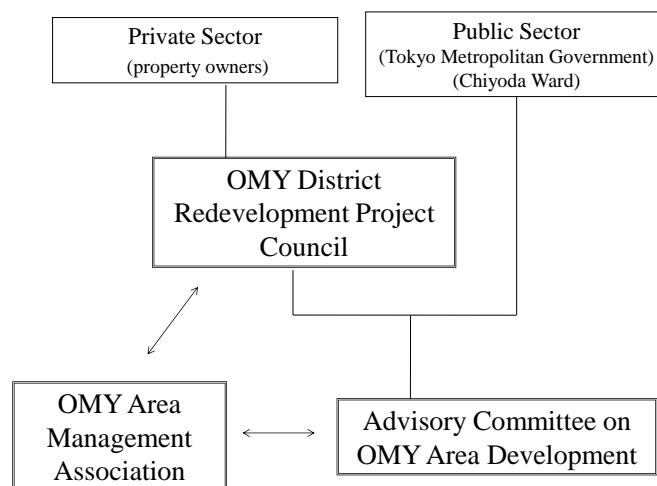 Private Sector
(property owners)
Public Sector
(Tokyo Metropolitan Government)
(Chiyoda Ward)
OMY District
Redevelopment Project
Council
OMY Area
Management
Association
Advisory Committee on
OMY Area Development